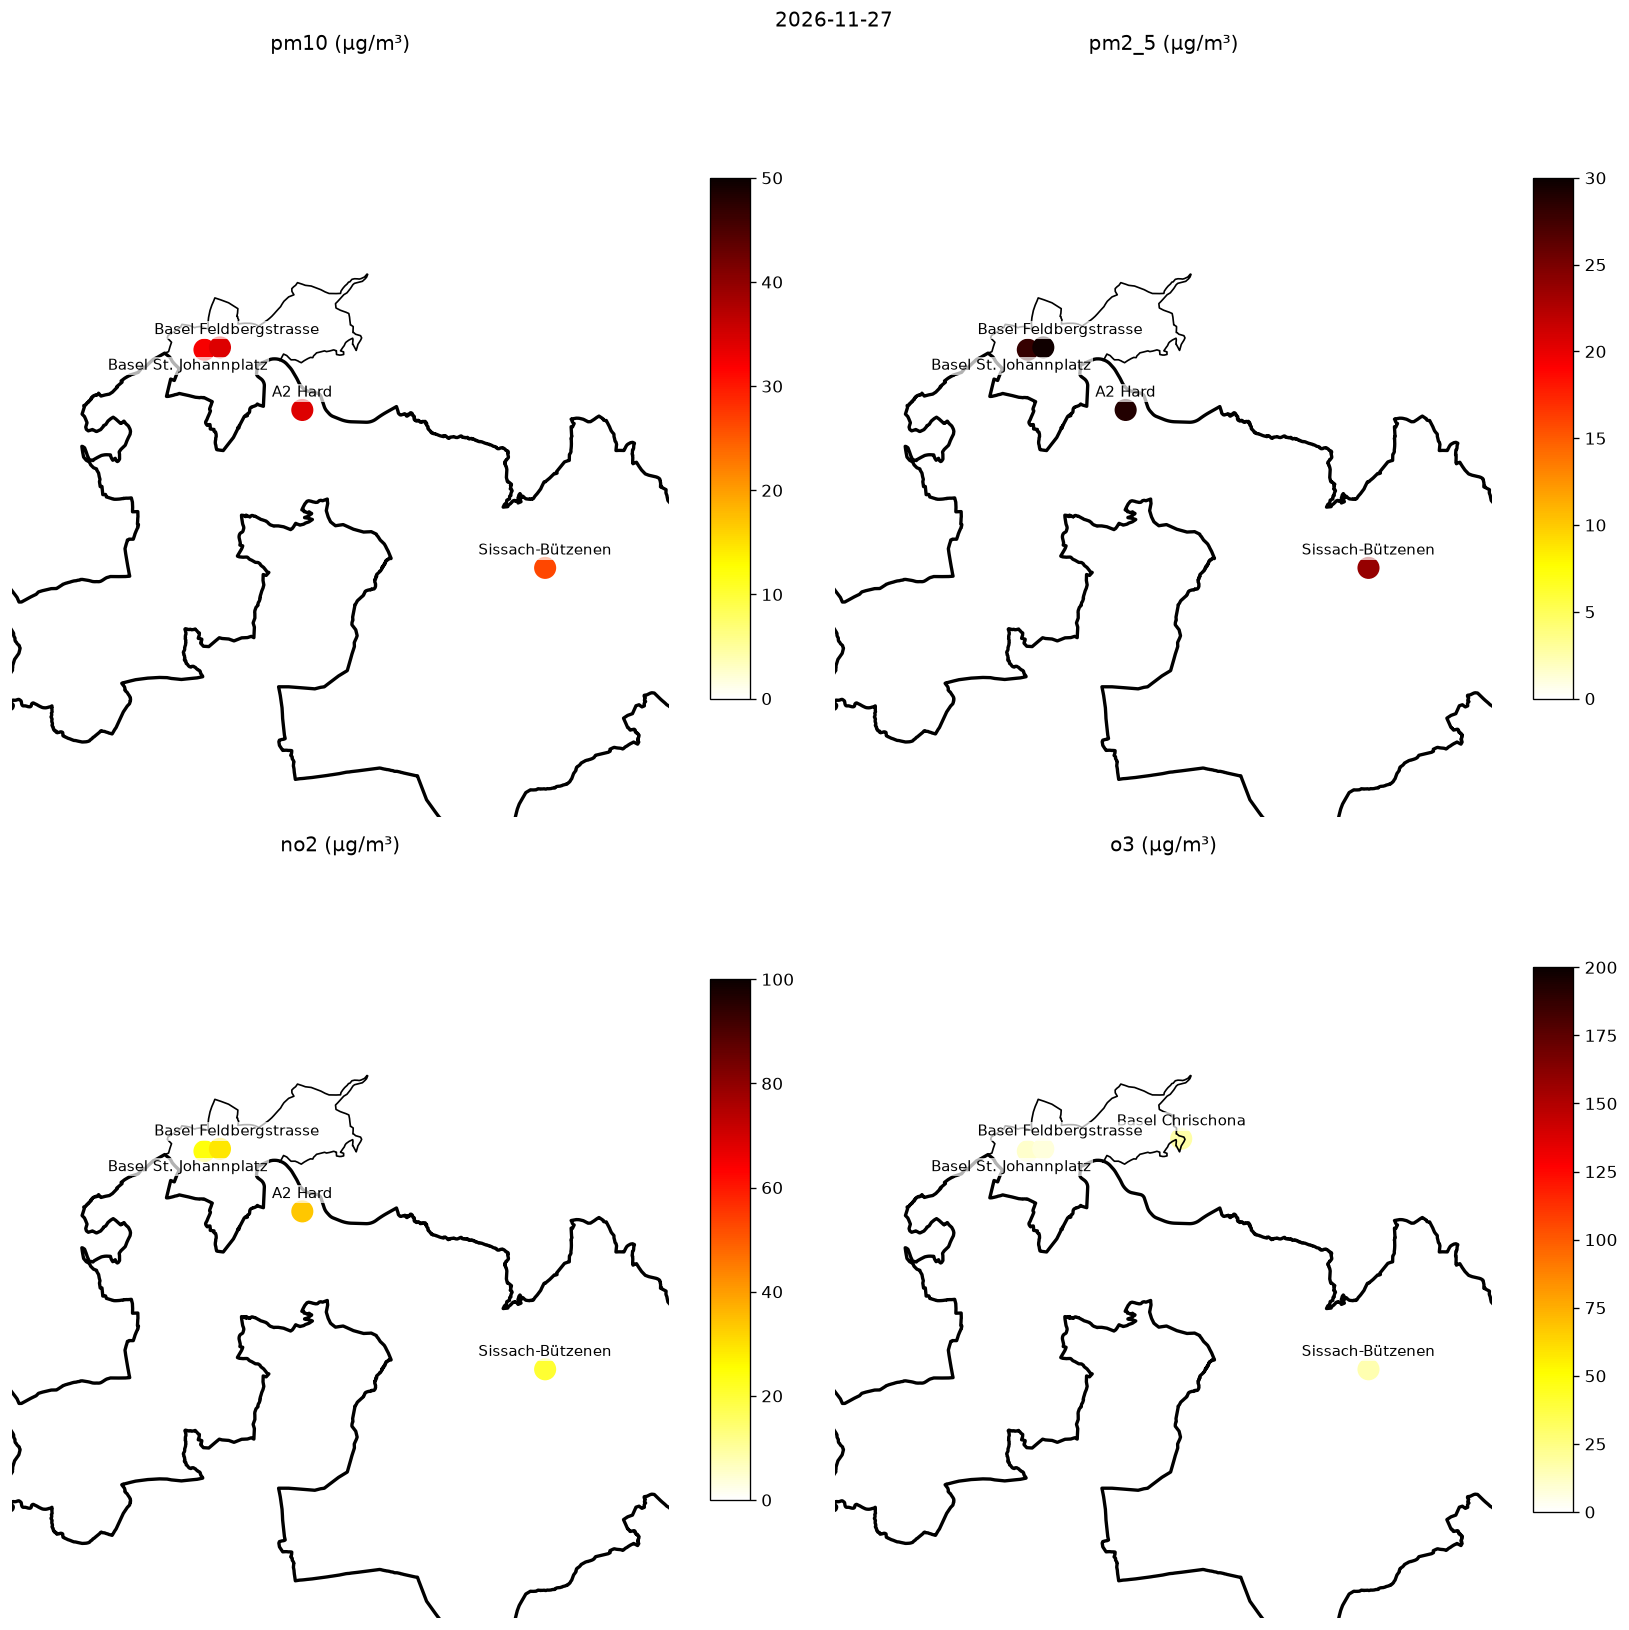 2026-11-27
pm10 (µg/m³)
pm2_5 (µg/m³)
50
40
30
20
10
0
Basel Feldbergstrasse
Basel St. Johannplatz
A2 Hard
Sissach-Bützenen
30
25
20
15
10
5
0
Basel Feldbergstrasse
Basel St. Johannplatz
A2 Hard
Sissach-Bützenen
no2 (µg/m³)
o3 (µg/m³)
100
80
60
40
20
0
Basel Feldbergstrasse
Basel St. Johannplatz
A2 Hard
Sissach-Bützenen
200
175
150
125
100
75
50
25
0
Basel Chrischona
Basel Feldbergstrasse
Basel St. Johannplatz
Sissach-Bützenen